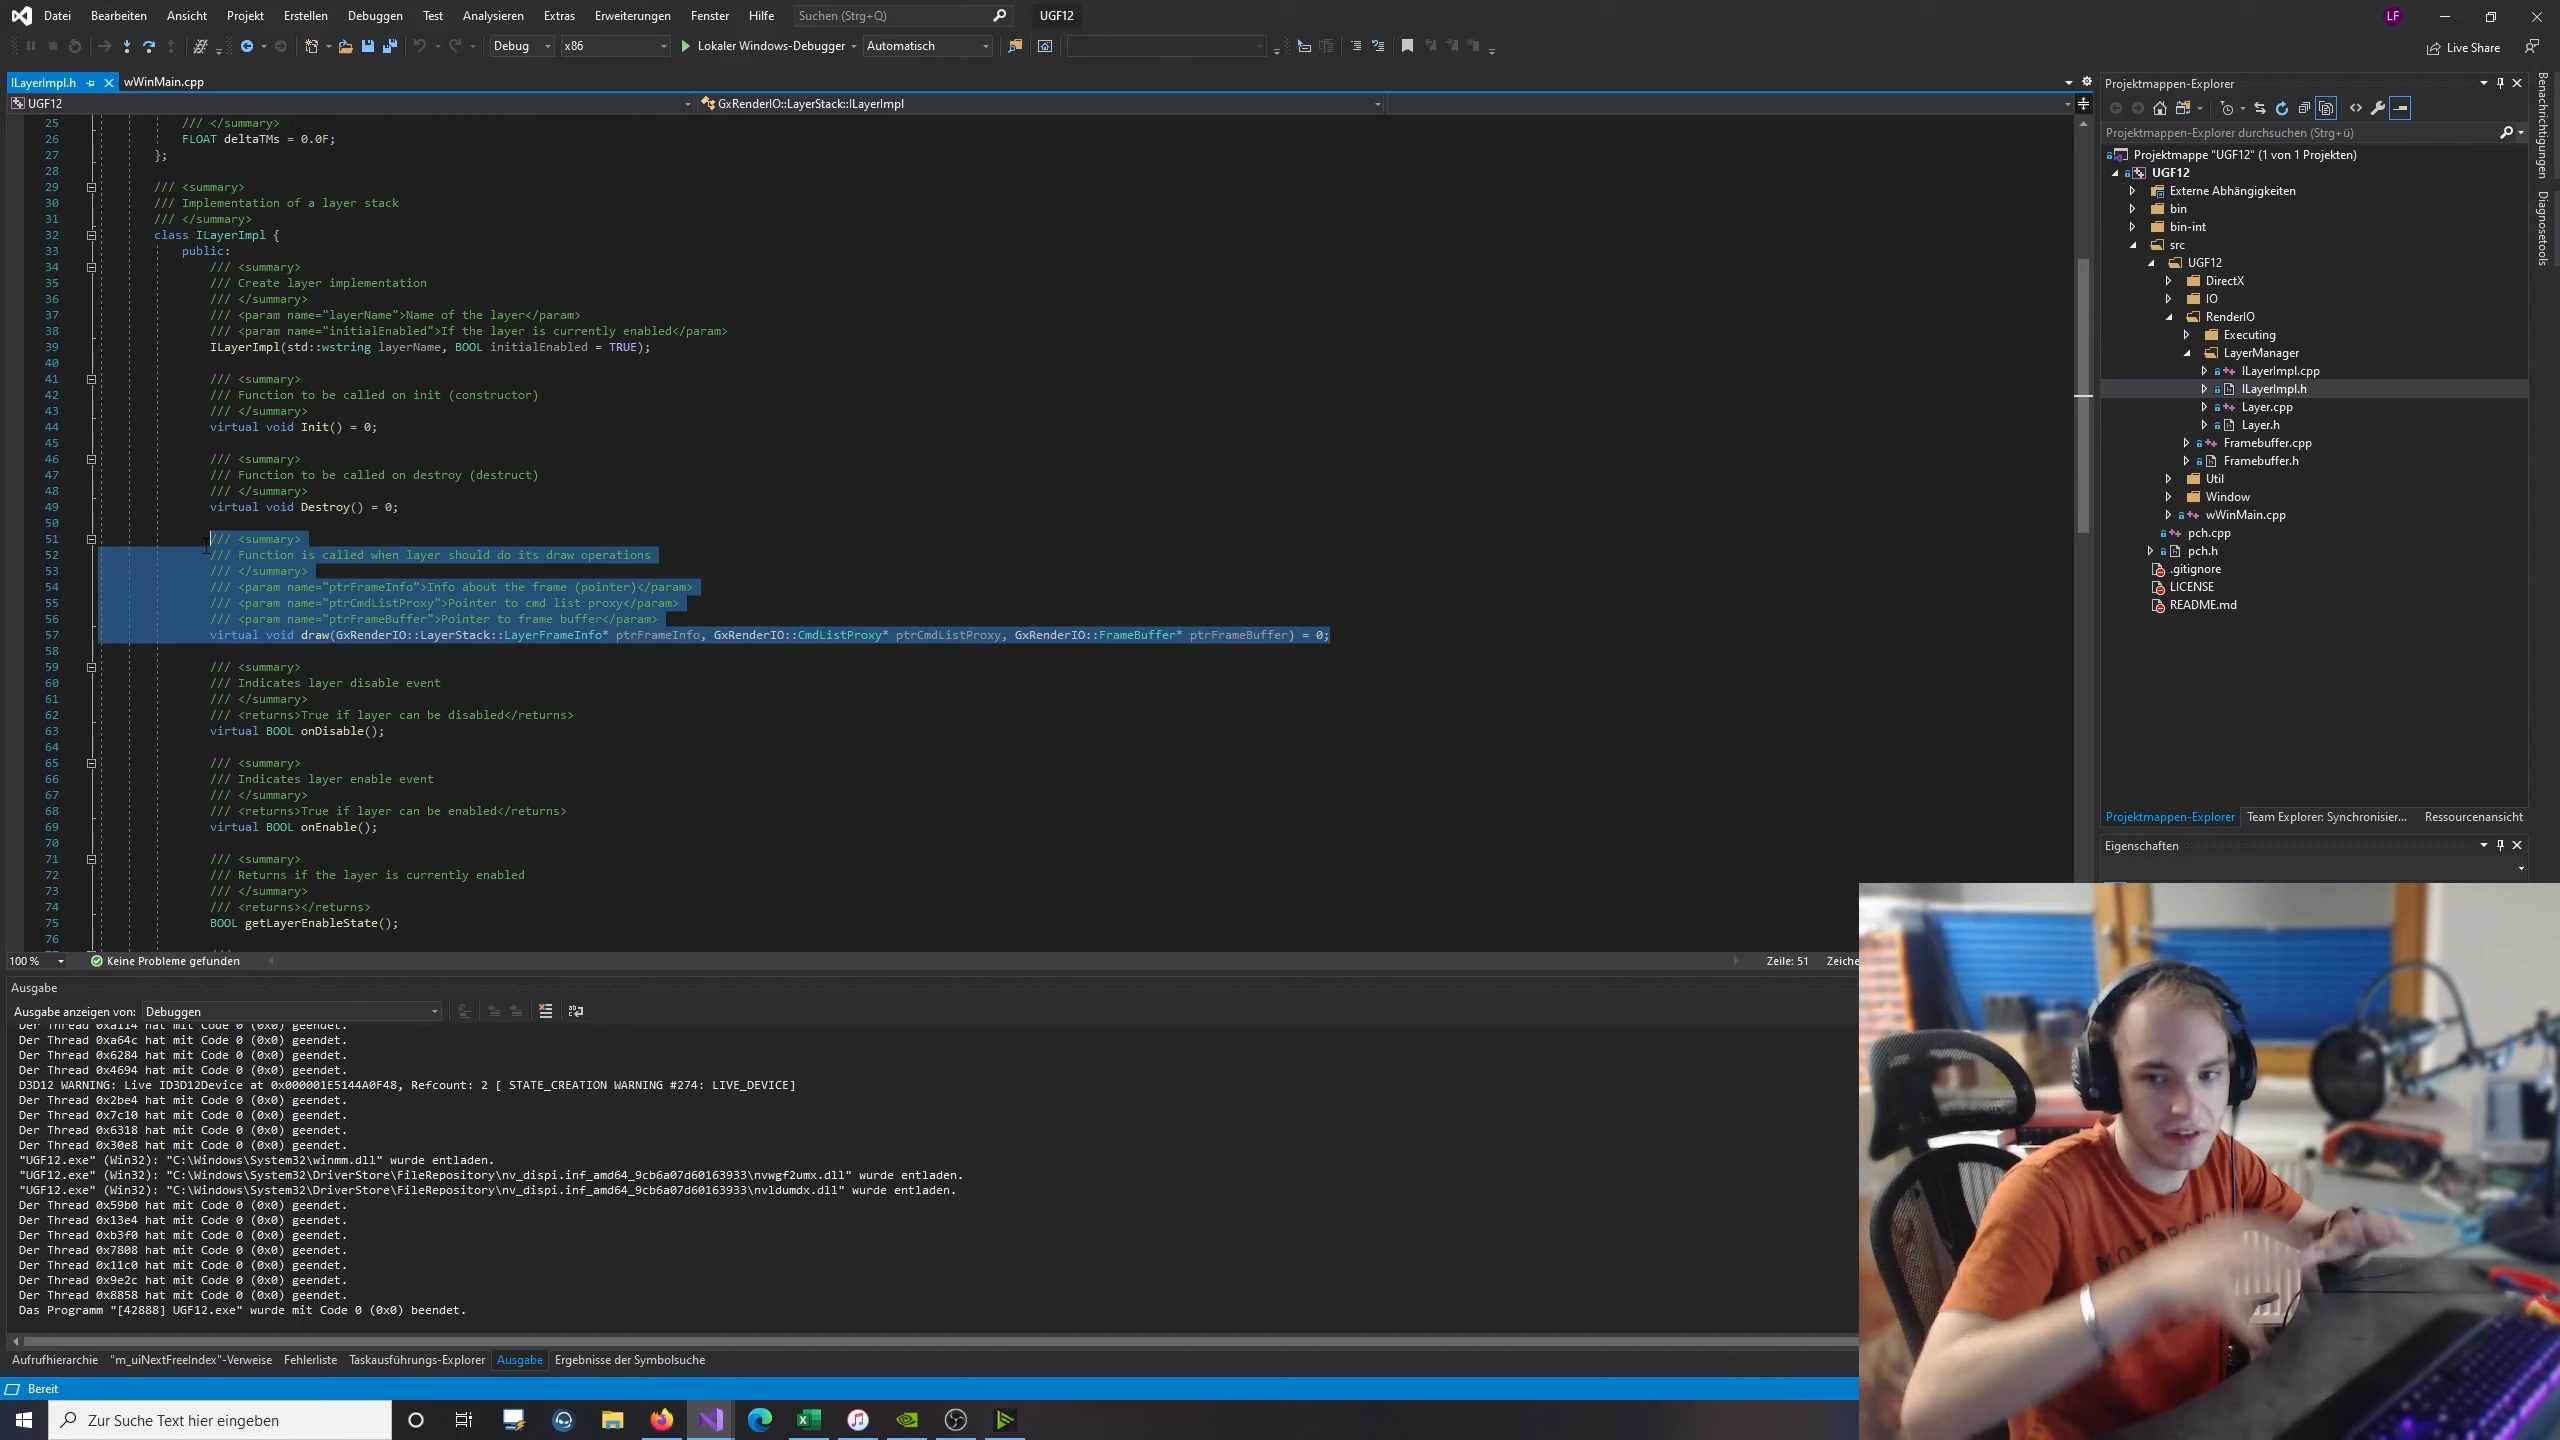 Datei Bearbeiten Ansicht Projekt Erstellen Debuggen Test Analysieren Extras Erweiterungen Fenster Hilfe Suchen (Strg+Q) UGF12 LF
Debug x86 Lokaler Windows-Debugger Automatisch Live Share
ILayerImpl.h wWinMain.cpp
UGF12 GxRenderIO::LayerStack::ILayerImpl
25 /// </summary>
26 FLOAT deltaTMs = 0.0F;
27 };
28
29 /// <summary>
30 /// Implementation of a layer stack
31 /// </summary>
32 class ILayerImpl {
33 public:
34 /// <summary>
35 /// Create layer implementation
36 /// </summary>
37 /// <param name="layerName">Name of the layer</param>
38 /// <param name="initialEnabled">If the layer is currently enabled</param>
39 ILayerImpl(std::wstring layerName, BOOL initialEnabled = TRUE);
40
41 /// <summary>
42 /// Function to be called on init (constructor)
43 /// </summary>
44 virtual void Init() = 0;
45
46 /// <summary>
47 /// Function to be called on destroy (destruct)
48 /// </summary>
49 virtual void Destroy() = 0;
50
51 /// <summary>
52 /// Function is called when layer should do its draw operations
53 /// </summary>
54 /// <param name="ptrFrameInfo">Info about the frame (pointer)</param>
55 /// <param name="ptrCmdListProxy">Pointer to cmd list proxy</param>
56 /// <param name="ptrFrameBuffer">Pointer to frame buffer</param>
57 virtual void draw(GxRenderIO::LayerStack::LayerFrameInfo* ptrFrameInfo, GxRenderIO::CmdListProxy* ptrCmdListProxy, GxRenderIO::FrameBuffer* ptrFrameBuffer) = 0;
58
59 /// <summary>
60 /// Indicates layer disable event
61 /// </summary>
62 /// <returns>True if layer can be disabled</returns>
63 virtual BOOL onDisable();
64
65 /// <summary>
66 /// Indicates layer enable event
67 /// </summary>
68 /// <returns>True if layer can be enabled</returns>
69 virtual BOOL onEnable();
70
71 /// <summary>
72 /// Returns if the layer is currently enabled
73 /// </summary>
74 /// <returns></returns>
75 BOOL getLayerEnableState();
76
100 % Keine Probleme gefunden Zeile: 51
Ausgabe
Ausgabe anzeigen von: Debuggen
Der Thread 0xa114 hat mit Code 0 (0x0) geendet.
Der Thread 0xa64c hat mit Code 0 (0x0) geendet.
Der Thread 0x6284 hat mit Code 0 (0x0) geendet.
Der Thread 0x4694 hat mit Code 0 (0x0) geendet.
D3D12 WARNING: Live ID3D12Device at 0x000001E5144A0F48, Refcount: 2 [ STATE_CREATION WARNING #274: LIVE_DEVICE]
Der Thread 0x2be4 hat mit Code 0 (0x0) geendet.
Der Thread 0x7c10 hat mit Code 0 (0x0) geendet.
Der Thread 0x6318 hat mit Code 0 (0x0) geendet.
Der Thread 0x30e8 hat mit Code 0 (0x0) geendet.
"UGF12.exe" (Win32): "C:\Windows\System32\winmm.dll" wurde entladen.
"UGF12.exe" (Win32): "C:\Windows\System32\DriverStore\FileRepository\nv_dispi.inf_amd64_9cb6a07d60163933\nvwgf2umx.dll" wurde entladen.
"UGF12.exe" (Win32): "C:\Windows\System32\DriverStore\FileRepository\nv_dispi.inf_amd64_9cb6a07d60163933\nvldumdx.dll" wurde entladen.
Der Thread 0x59b0 hat mit Code 0 (0x0) geendet.
Der Thread 0x13e4 hat mit Code 0 (0x0) geendet.
Der Thread 0xb3f0 hat mit Code 0 (0x0) geendet.
Der Thread 0x7808 hat mit Code 0 (0x0) geendet.
Der Thread 0x11c0 hat mit Code 0 (0x0) geendet.
Der Thread 0x9e2c hat mit Code 0 (0x0) geendet.
Der Thread 0x8858 hat mit Code 0 (0x0) geendet.
Das Programm "[42888] UGF12.exe" wurde mit Code 0 (0x0) beendet.
Aufrufhierarchie "m_uiNextFreeIndex"-Verweise Fehlerliste Taskausführungs-Explorer Ausgabe Ergebnisse der Symbolsuche
Bereit
Zur Suche Text hier eingeben
Projektmappen-Explorer
Projektmappen-Explorer durchsuchen (Strg+ü)
Projektmappe "UGF12" (1 von 1 Projekten)
UGF12
Externe Abhängigkeiten
bin
bin-int
src
UGF12
DirectX
IO
RenderIO
Executing
LayerManager
ILayerImpl.cpp
ILayerImpl.h
Layer.cpp
Layer.h
Framebuffer.cpp
Framebuffer.h
Util
Window
wWinMain.cpp
pch.cpp
pch.h
.gitignore
LICENSE
README.md
Projektmappen-Explorer Team Explorer: Synchronisier... Ressourcenansicht
Eigenschaften
Benachrichtigungen
Diagnosetools